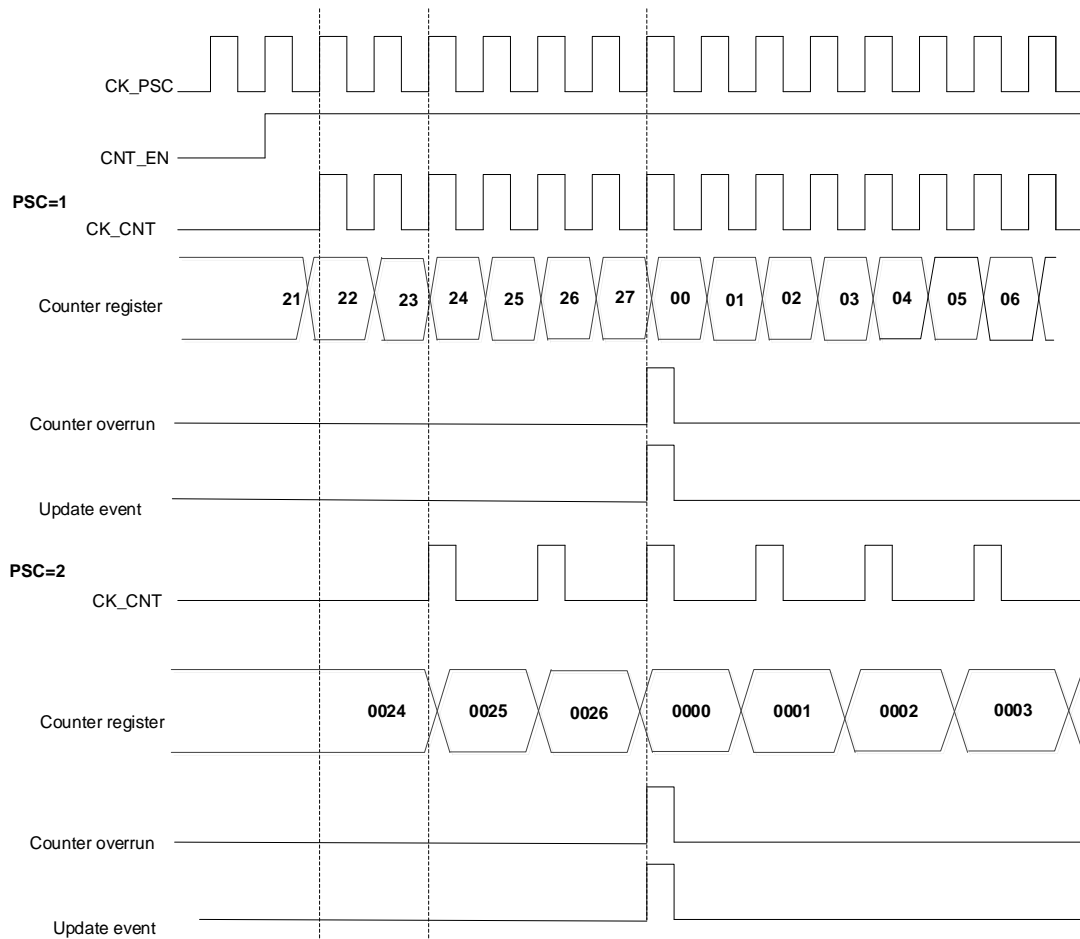 CK_PSC
CNT_EN
PSC=1
CK_CNT
Counter register
21 22 23 24 25 26 27 00 01 02 03 04 05 06
Counter overrun
Update event
PSC=2
CK_CNT
Counter register
0024 0025 0026 0000 0001 0002 0003
Counter overrun
Update event